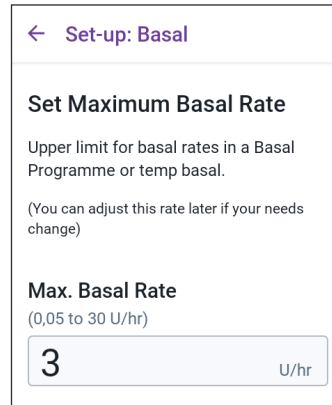 Set-up: Basal
Set Maximum Basal Rate
Upper limit for basal rates in a Basal
Programme or temp basal.
(You can adjust this rate later if your needs
change)
Max. Basal Rate
(0,05 to 30 U/hr)
3 U/hr